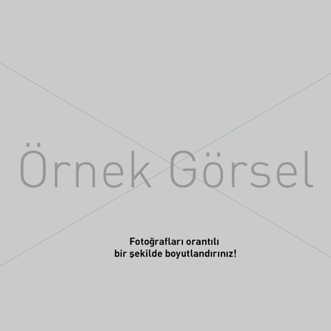 Örnek Görsel
Fotoğrafları orantılı
bir şekilde boyutlandırınız!